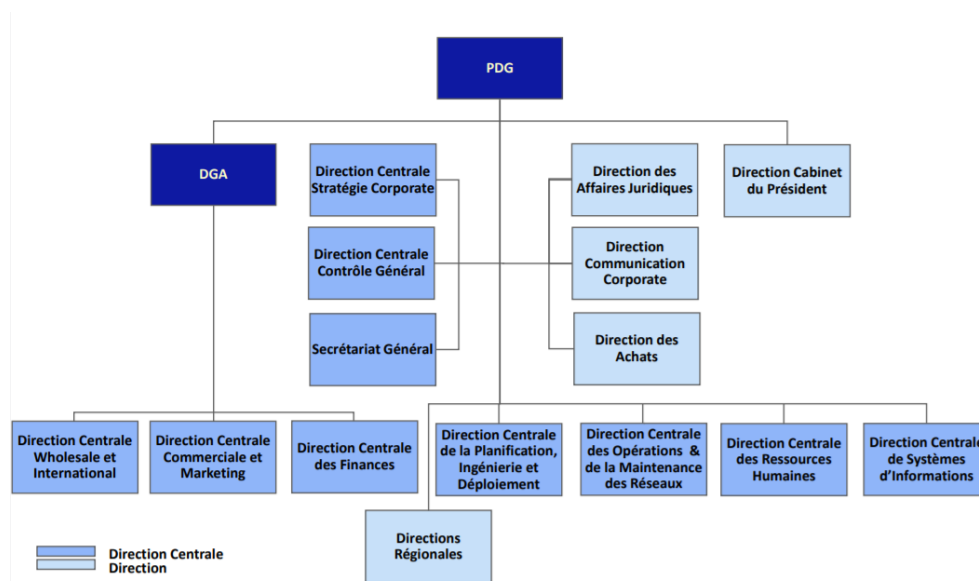 PDG
DGA
Direction Centrale
Stratégie Corporate
Direction des
Affaires Juridiques
Direction Cabinet
du Président
Direction Centrale
Contrôle Général
Direction
Communication
Corporate
Secrétariat Général
Direction des
Achats
Direction Centrale
Wholesale et
International
Direction Centrale
Commerciale et
Marketing
Direction Centrale
des Finances
Direction Centrale
de la Planification,
Ingénierie et
Déploiement
Direction Centrale
des Opérations &
de la Maintenance
des Réseaux
Direction Centrale
des Ressources
Humaines
Direction Centrale
de Systèmes
d’Informations
Directions
Régionales
Direction Centrale
Direction